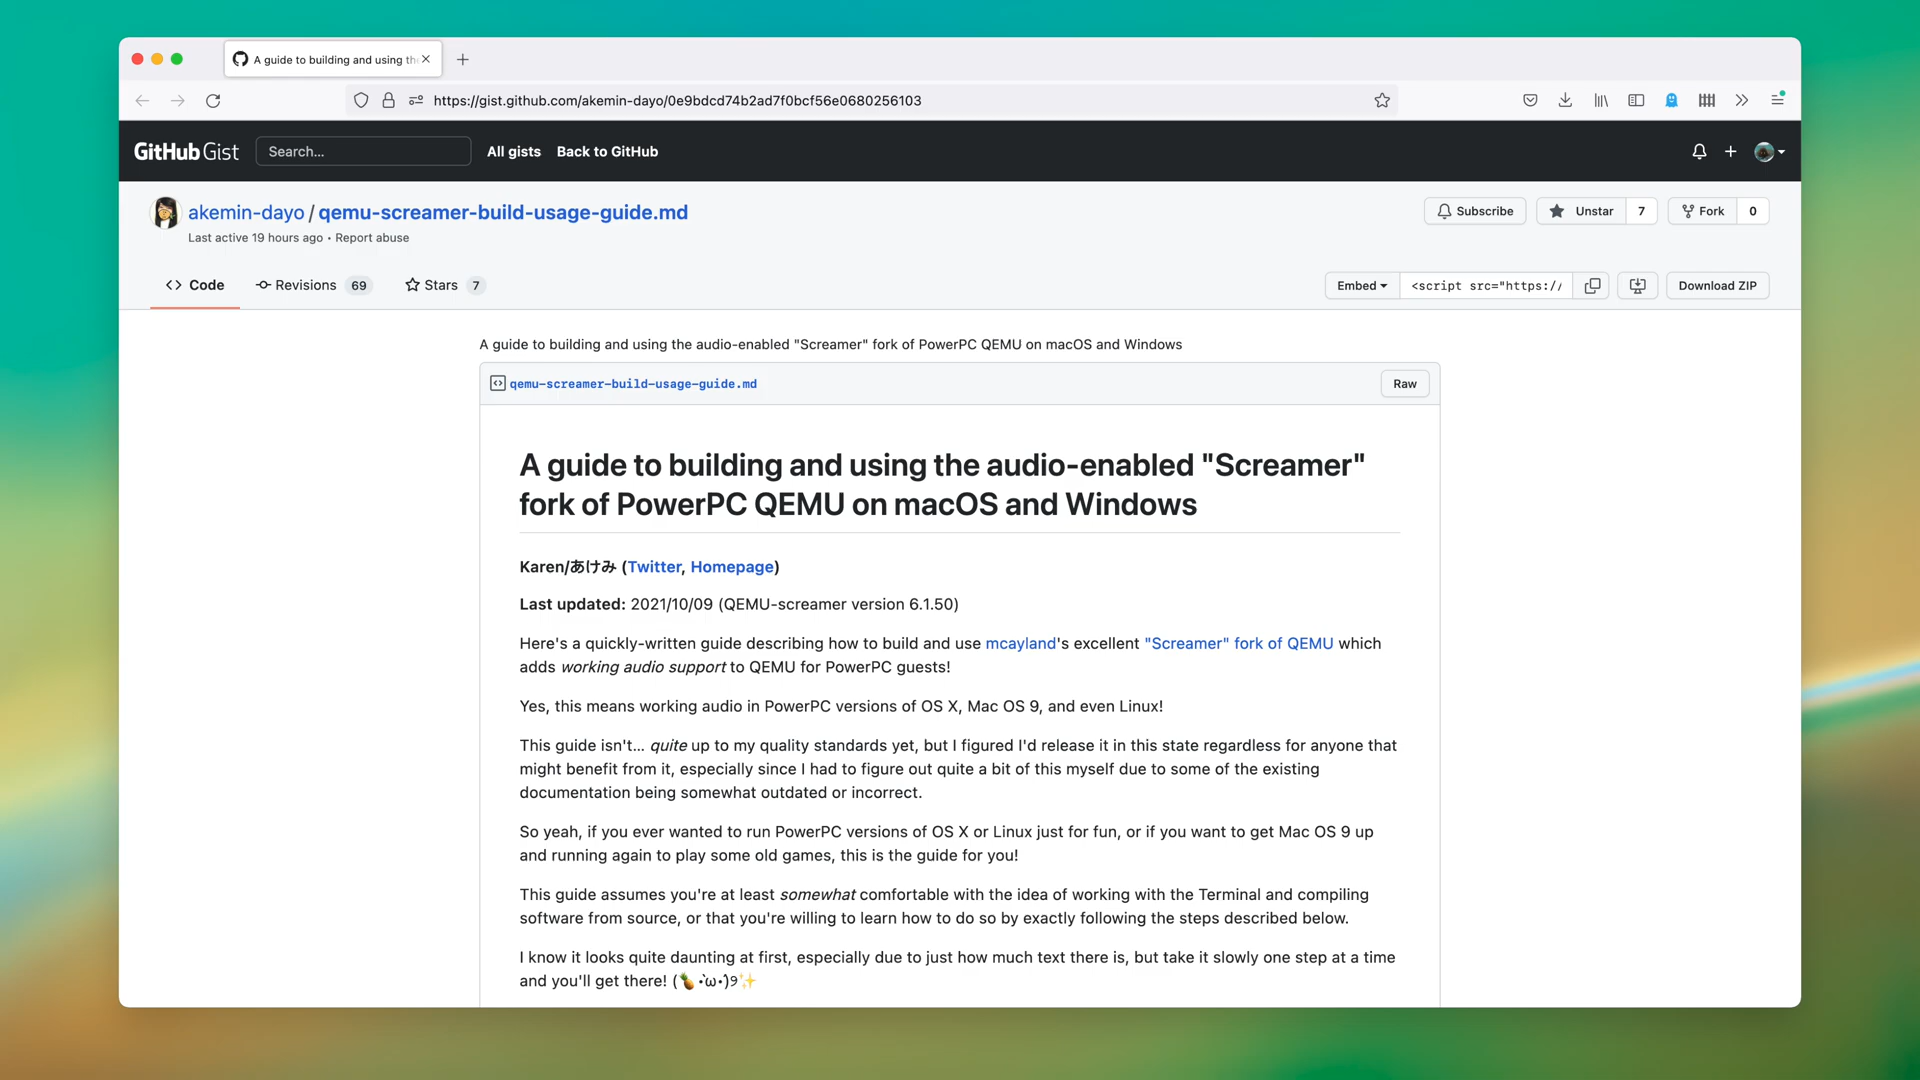 A guide to building and using th
https://gist.github.com/akemin-dayo/0e9bdcd74b2ad7f0bcf56e0680256103
GitHub Gist Search... All gists Back to GitHub
akemin-dayo / qemu-screamer-build-usage-guide.md
Subscribe Unstar 7 Fork 0
Last active 19 hours ago • Report abuse
Code Revisions 69 Stars 7
Embed <script src="https:/ Download ZIP
A guide to building and using the audio-enabled "Screamer" fork of PowerPC QEMU on macOS and Windows
qemu-screamer-build-usage-guide.md Raw
A guide to building and using the audio-enabled "Screamer"
fork of PowerPC QEMU on macOS and Windows
Karen/あけみ (Twitter, Homepage)
Last updated: 2021/10/09 (QEMU-screamer version 6.1.50)
Here's a quickly-written guide describing how to build and use mcayland's excellent "Screamer" fork of QEMU which
adds working audio support to QEMU for PowerPC guests!
Yes, this means working audio in PowerPC versions of OS X, Mac OS 9, and even Linux!
This guide isn't... quite up to my quality standards yet, but I figured I'd release it in this state regardless for anyone that
might benefit from it, especially since I had to figure out quite a bit of this myself due to some of the existing
documentation being somewhat outdated or incorrect.
So yeah, if you ever wanted to run PowerPC versions of OS X or Linux just for fun, or if you want to get Mac OS 9 up
and running again to play some old games, this is the guide for you!
This guide assumes you're at least somewhat comfortable with the idea of working with the Terminal and compiling
software from source, or that you're willing to learn how to do so by exactly following the steps described below.
I know it looks quite daunting at first, especially due to just how much text there is, but take it slowly one step at a time
and you'll get there! (🍍•̀ω•́)୨✨